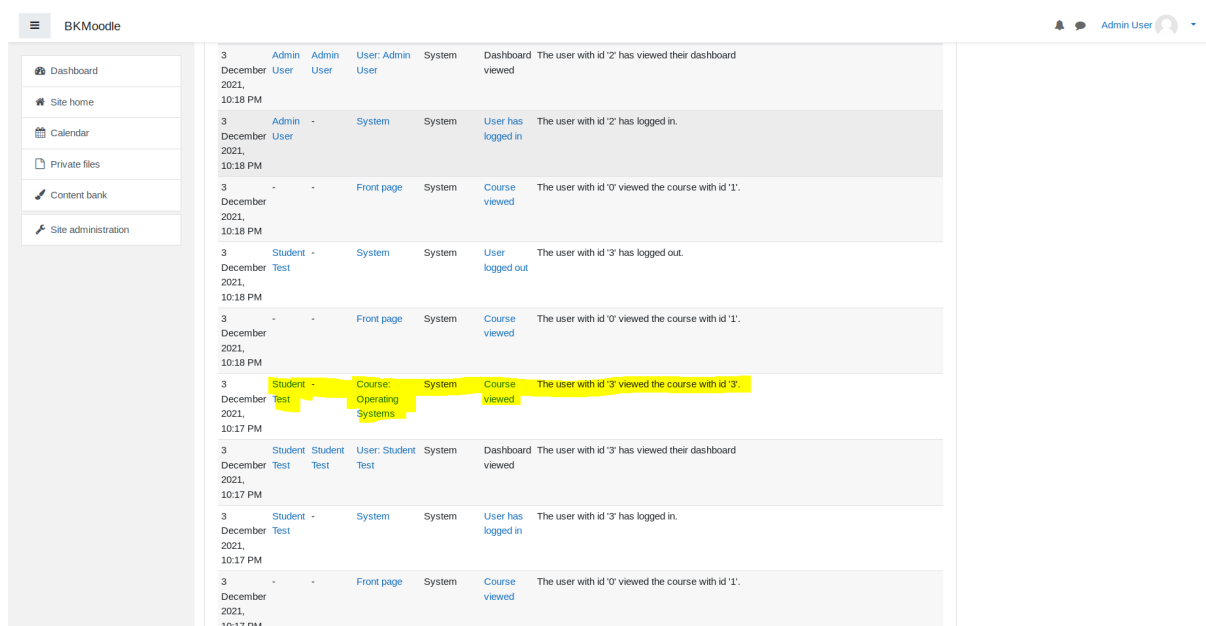 BKMoodle
Admin User
Dashboard
Site home
Calendar
Private files
Content bank
Site administration
3 Admin Admin User: Admin System Dashboard The user with id '2' has viewed their dashboard
December User User User viewed
2021,
10:18 PM
3 Admin - System System User has The user with id '2' has logged in.
December User logged in
2021,
10:18 PM
3 - - Front page System Course The user with id '0' viewed the course with id '1'.
December viewed
2021,
10:18 PM
3 Student - System System User The user with id '3' has logged out.
December Test logged out
2021,
10:18 PM
3 - - Front page System Course The user with id '0' viewed the course with id '1'.
December viewed
2021,
10:18 PM
3 Student - Course: System Course The user with id '3' viewed the course with id '3'.
December Test Operating viewed
2021, Systems
10:17 PM
3 Student Student User: Student System Dashboard The user with id '3' has viewed their dashboard
December Test Test Test viewed
2021,
10:17 PM
3 Student - System System User has The user with id '3' has logged in.
December Test logged in
2021,
10:17 PM
3 - - Front page System Course The user with id '0' viewed the course with id '1'.
December viewed
2021,
10:17 PM